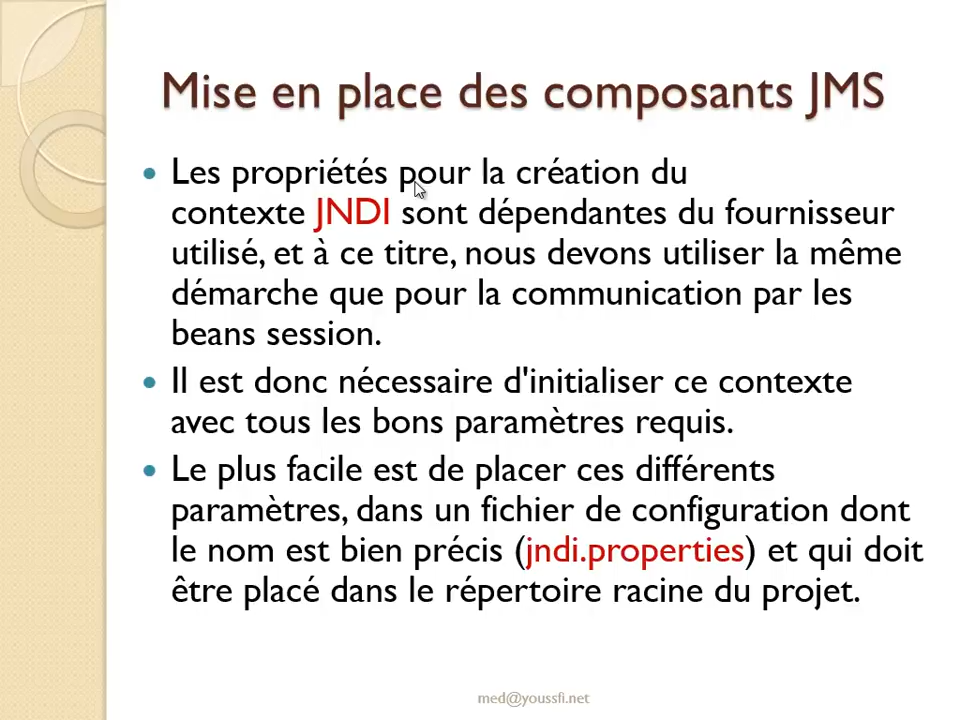 Mise en place des composants JMS
• Les propriétés pour la création du
contexte JNDI sont dépendantes du fournisseur
utilisé, et à ce titre, nous devons utiliser la même
démarche que pour la communication par les
beans session.
• Il est donc nécessaire d'initialiser ce contexte
avec tous les bons paramètres requis.
• Le plus facile est de placer ces différents
paramètres, dans un fichier de configuration dont
le nom est bien précis (jndi.properties) et qui doit
être placé dans le répertoire racine du projet.
med@youssfi.net